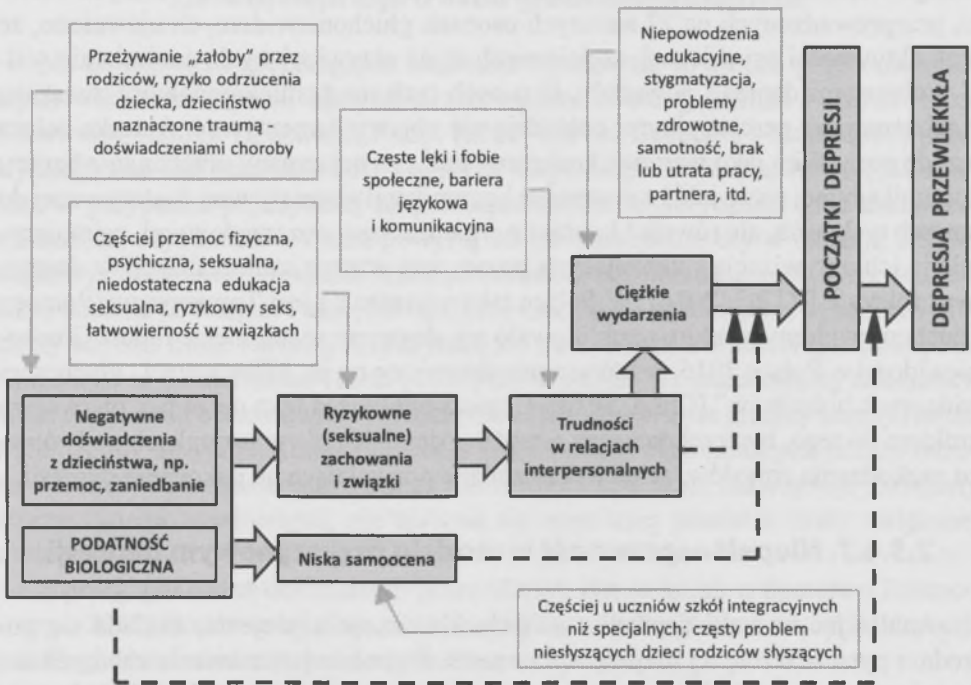 Przeżywanie „żałoby” przez
rodziców, ryzyko odrzucenia
dziecka; dzieciństwo
naznaczone traumą –
doświadczeniami choroby
Częste lęki i fobie
społeczne, bariera
językowa
i komunikacyjna
Niepowodzenia
edukacyjne,
stygmatyzacja,
problemy
zdrowotne,
samotność, brak
lub utrata pracy,
partnera, itd.
Częściej przemoc fizyczna,
psychiczna, seksualna,
niedostateczna edukacja
seksualna, ryzykowny seks,
łatwowierność w związkach
Ciężkie
wydarzenia
POCZĄTKI DEPRESJI
DEPRESJA PRZEWLEKŁA
Negatywne
doświadczenia
z dzieciństwa, np.
przemoc, zaniedbanie
Ryzykowne
(seksualne)
zachowania
i związki
Trudności
w relacjach
interpersonalnych
PODATNOŚĆ
BIOLOGICZNA
Niska samoocena
Częściej u uczniów szkół integracyjnych
niż specjalnych; częsty problem
niesłyszących dzieci rodziców słyszących